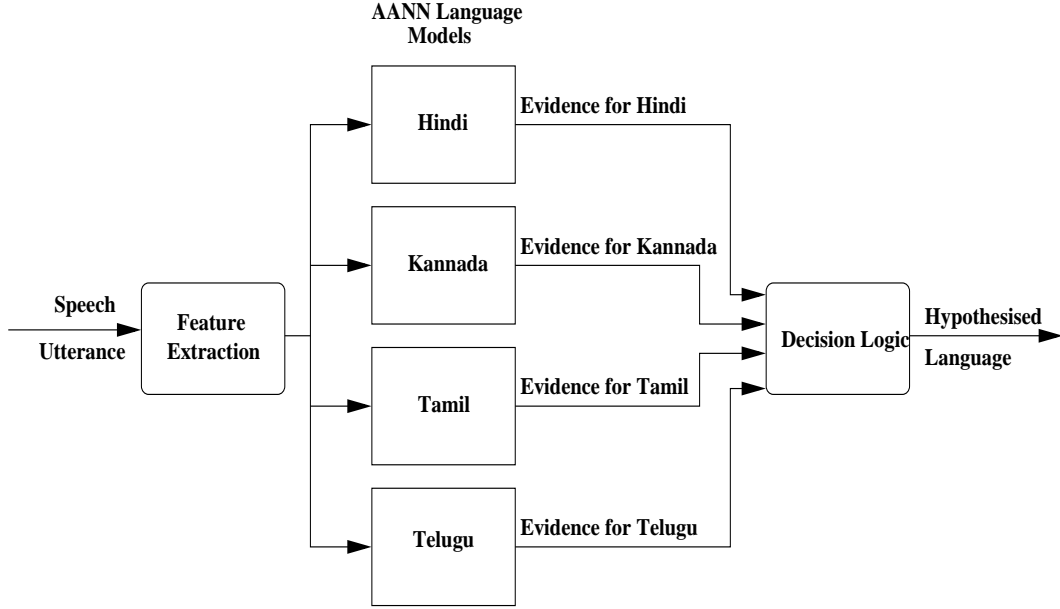 AANN Language
Models
Hindi
Evidence for Hindi
Kannada
Evidence for Kannada
Speech
Utterance
Feature
Extraction
Decision Logic
Hypothesised
Language
Tamil
Evidence for Tamil
Telugu
Evidence for Telugu